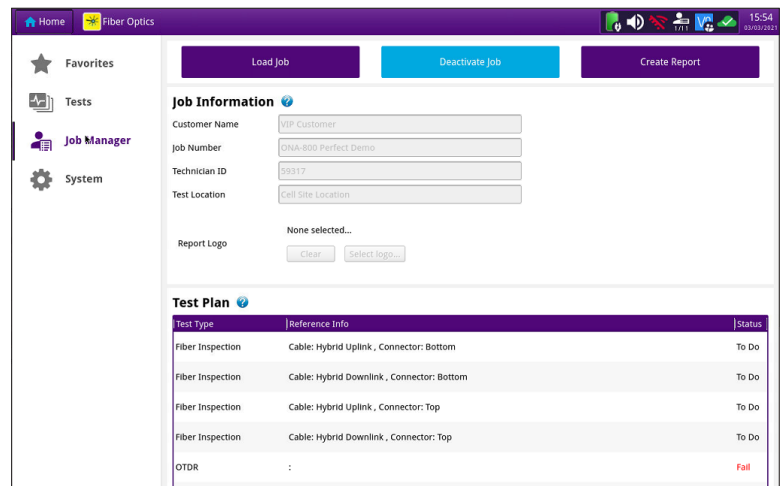 Home Fiber Optics 1/11 15:54
03/03/2021
Favorites
Tests
Job Manager
System
Load Job Deactivate Job Create Report
Job Information ?
Customer Name VIP Customer
Job Number ONA-800 Perfect Demo
Technician ID 59317
Test Location Cell Site Location
None selected...
Report Logo
Clear Select logo...
Test Plan ?
Test Type Reference Info Status
Fiber Inspection Cable: Hybrid Uplink , Connector: Bottom To Do
Fiber Inspection Cable: Hybrid Downlink , Connector: Bottom To Do
Fiber Inspection Cable: Hybrid Uplink , Connector: Top To Do
Fiber Inspection Cable: Hybrid Downlink , Connector: Top To Do
OTDR : Fail